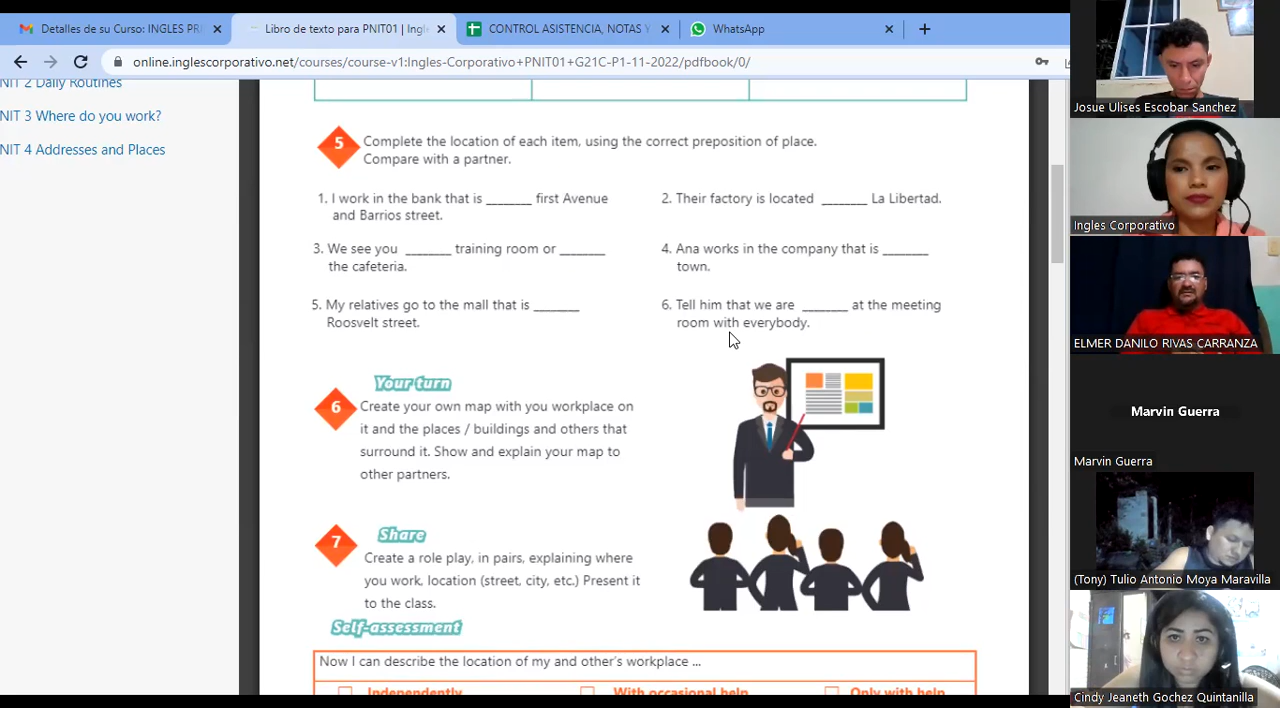 Detalles de su Curso: INGLES PRI
Libro de texto para PNIT01 | Ingl
CONTROL ASISTENCIA, NOTAS Y
WhatsApp
online.inglescorporativo.net/courses/course-v1:Ingles-Corporativo+PNIT01+G21C-P1-11-2022/pdfbook/0/
NIT 2 Daily Routines
NIT 3 Where do you work?
NIT 4 Addresses and Places
5 Complete the location of each item, using the correct preposition of place.
Compare with a partner.
1. I work in the bank that is _______ first Avenue
and Barrios street.
2. Their factory is located _______ La Libertad.
3. We see you _______ training room or _______
the cafeteria.
4. Ana works in the company that is _______
town.
5. My relatives go to the mall that is _______
Roosvelt street.
6. Tell him that we are _______ at the meeting
room with everybody.
Your turn
6 Create your own map with you workplace on
it and the places / buildings and others that
surround it. Show and explain your map to
other partners.
Share
7 Create a role play, in pairs, explaining where
you work, location (street, city, etc.) Present it
to the class.
Self-assessment
Now I can describe the location of my and other's workplace ...
Independently
With occasional help
Only with help
Josue Ulises Escobar Sanchez
Ingles Corporativo
ELMER DANILO RIVAS CARRANZA
Marvin Guerra
Marvin Guerra
(Tony) Tulio Antonio Moya Maravilla
Cindy Jeaneth Gochez Quintanilla